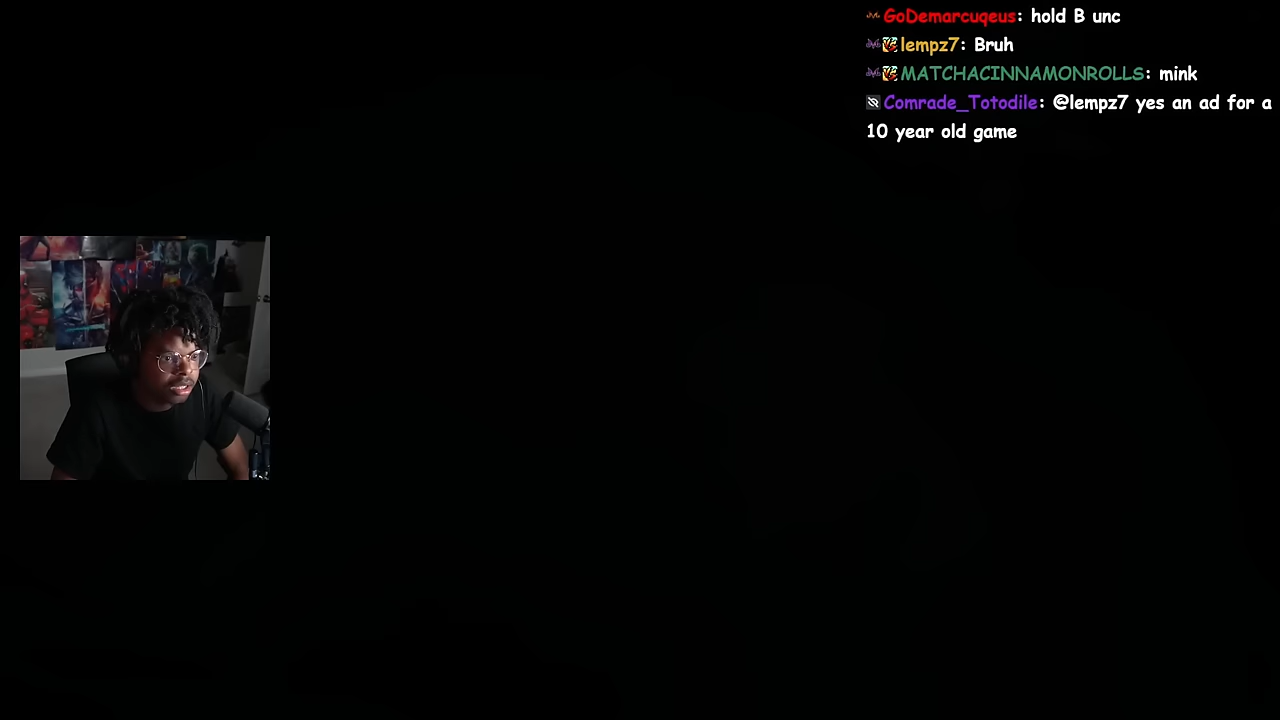 GoDemarcuqeus: hold B unc
lempz7: Bruh
MATCHACINNAMONROLLS: mink
Comrade_Totodile: @lempz7 yes an ad for a
10 year old game